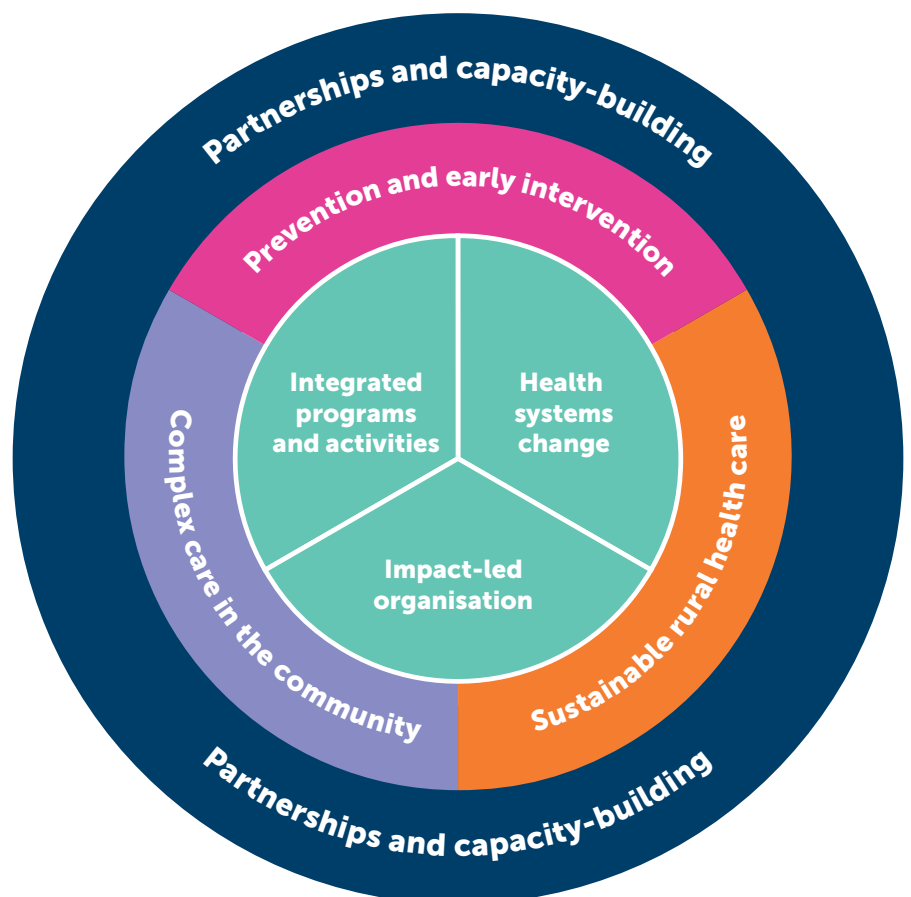 Partnerships and capacity-building
Prevention and early intervention
Integrated
programs
and activities
Health
systems
change
Complex care in the community
Sustainable rural health care
Impact-led
organisation
Partnerships and capacity-building